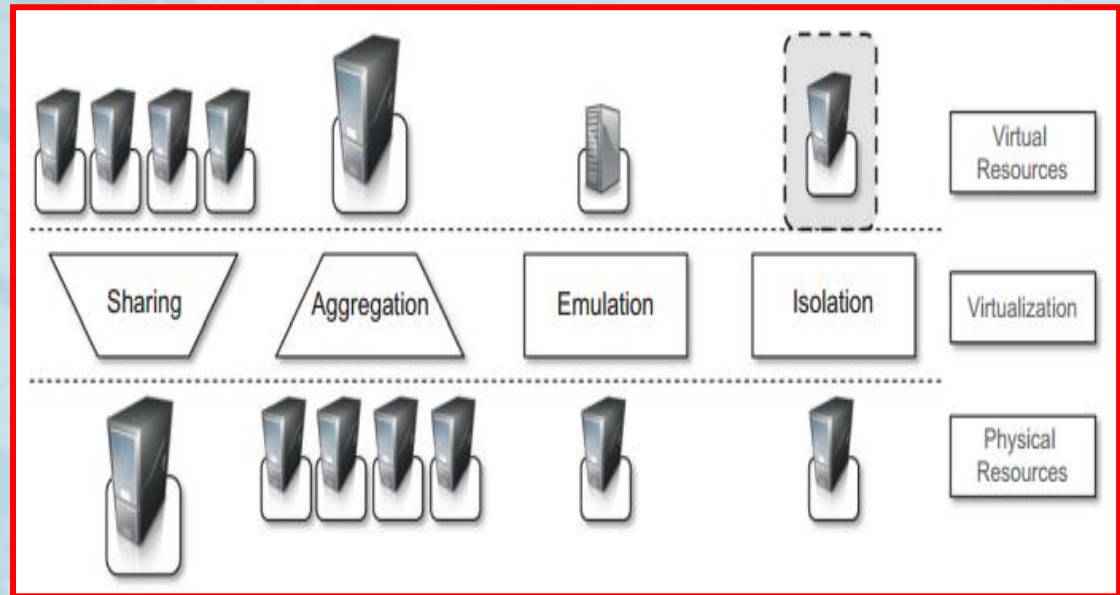 Virtual
Resources
Sharing
Aggregation
Emulation
Isolation
Virtualization
Physical
Resources